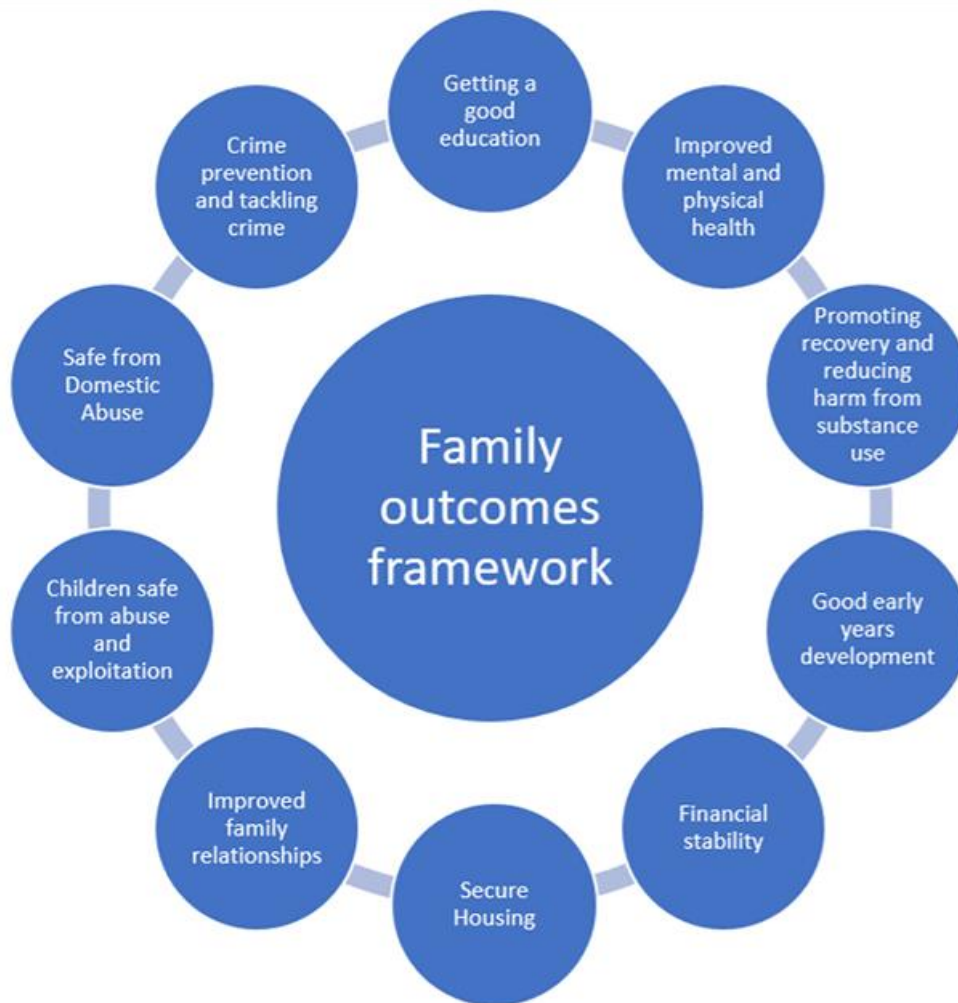 Getting a
good
education
Improved
mental and
physical
health
Promoting
recovery and
reducing
harm from
substance
use
Good early
years
development
Financial
stability
Secure
Housing
Improved
family
relationships
Children safe
from abuse
and
exploitation
Safe from
Domestic
Abuse
Crime
prevention
and tackling
crime
Family
outcomes
framework